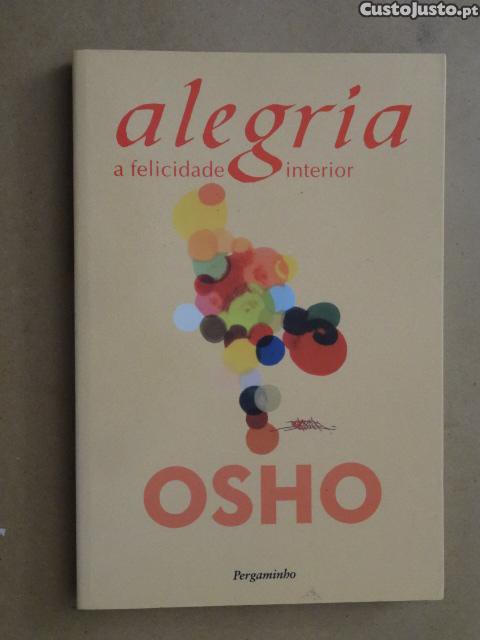 CustoJusto.pt
alegria
a felicidade interior
OSHO
Pergaminho